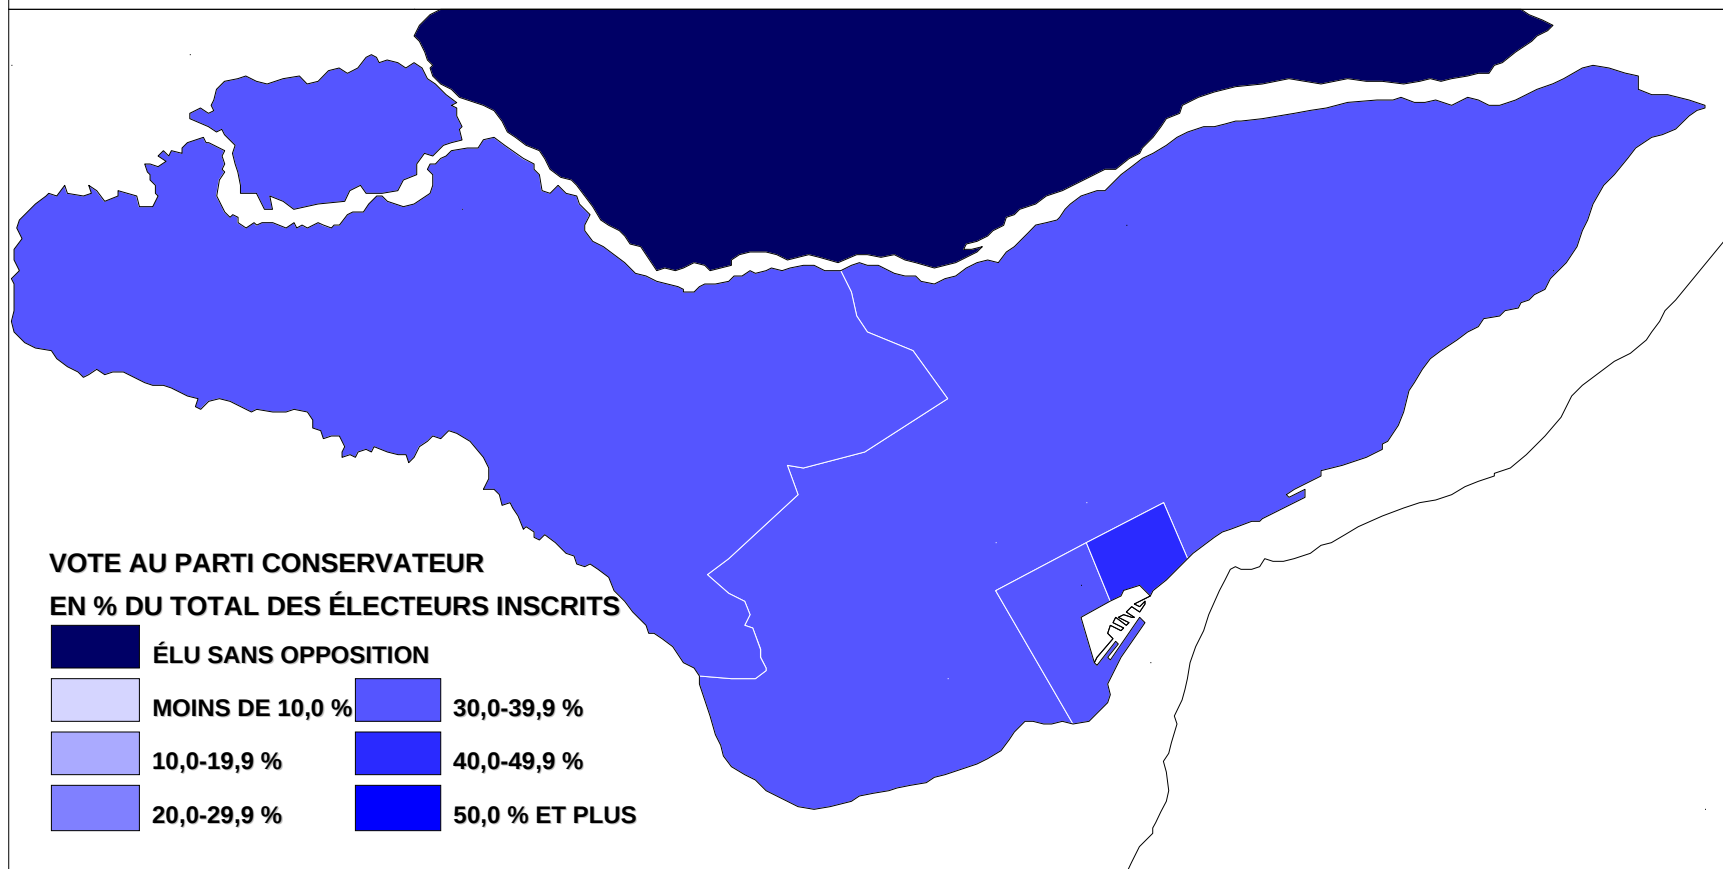 VOTE AU PARTI CONSERVATEUR
EN % DU TOTAL DES ÉLECTEURS INSCRITS
ÉLU SANS OPPOSITION
MOINS DE 10,0 %
10,0-19,9 %
20,0-29,9 %
30,0-39,9 %
40,0-49,9 %
50,0 % ET PLUS